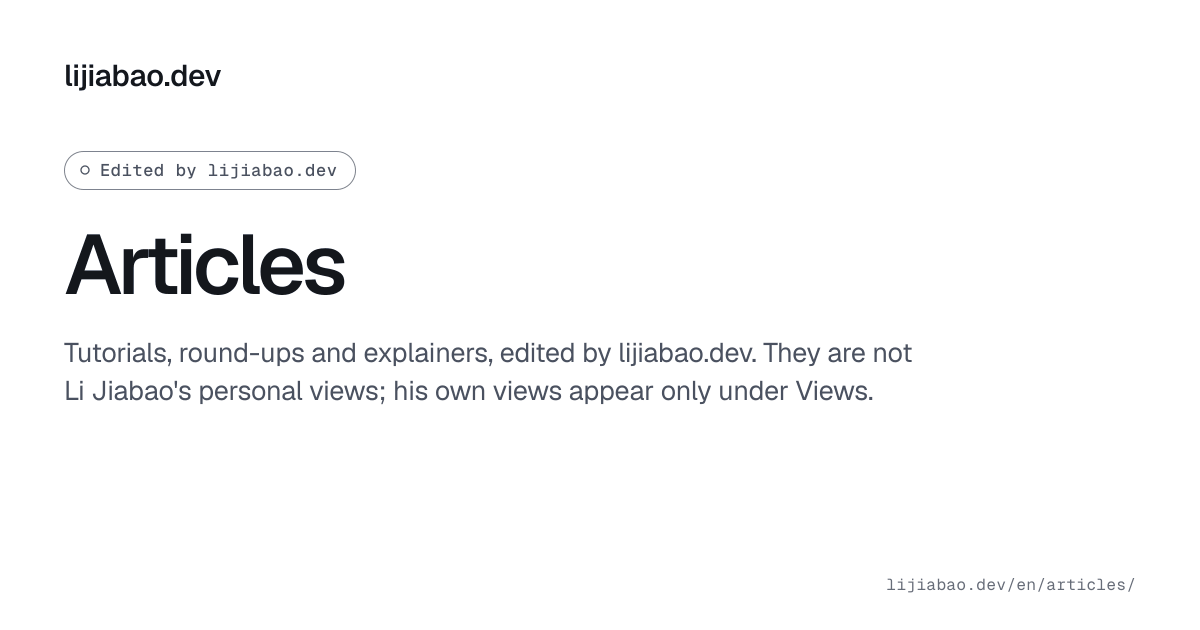 lijiabao.dev
Edited by lijiabao.dev
Articles
Tutorials, round-ups and explainers, edited by lijiabao.dev. They are not
Li Jiabao's personal views; his own views appear only under Views.
lijiabao.dev/en/articles/